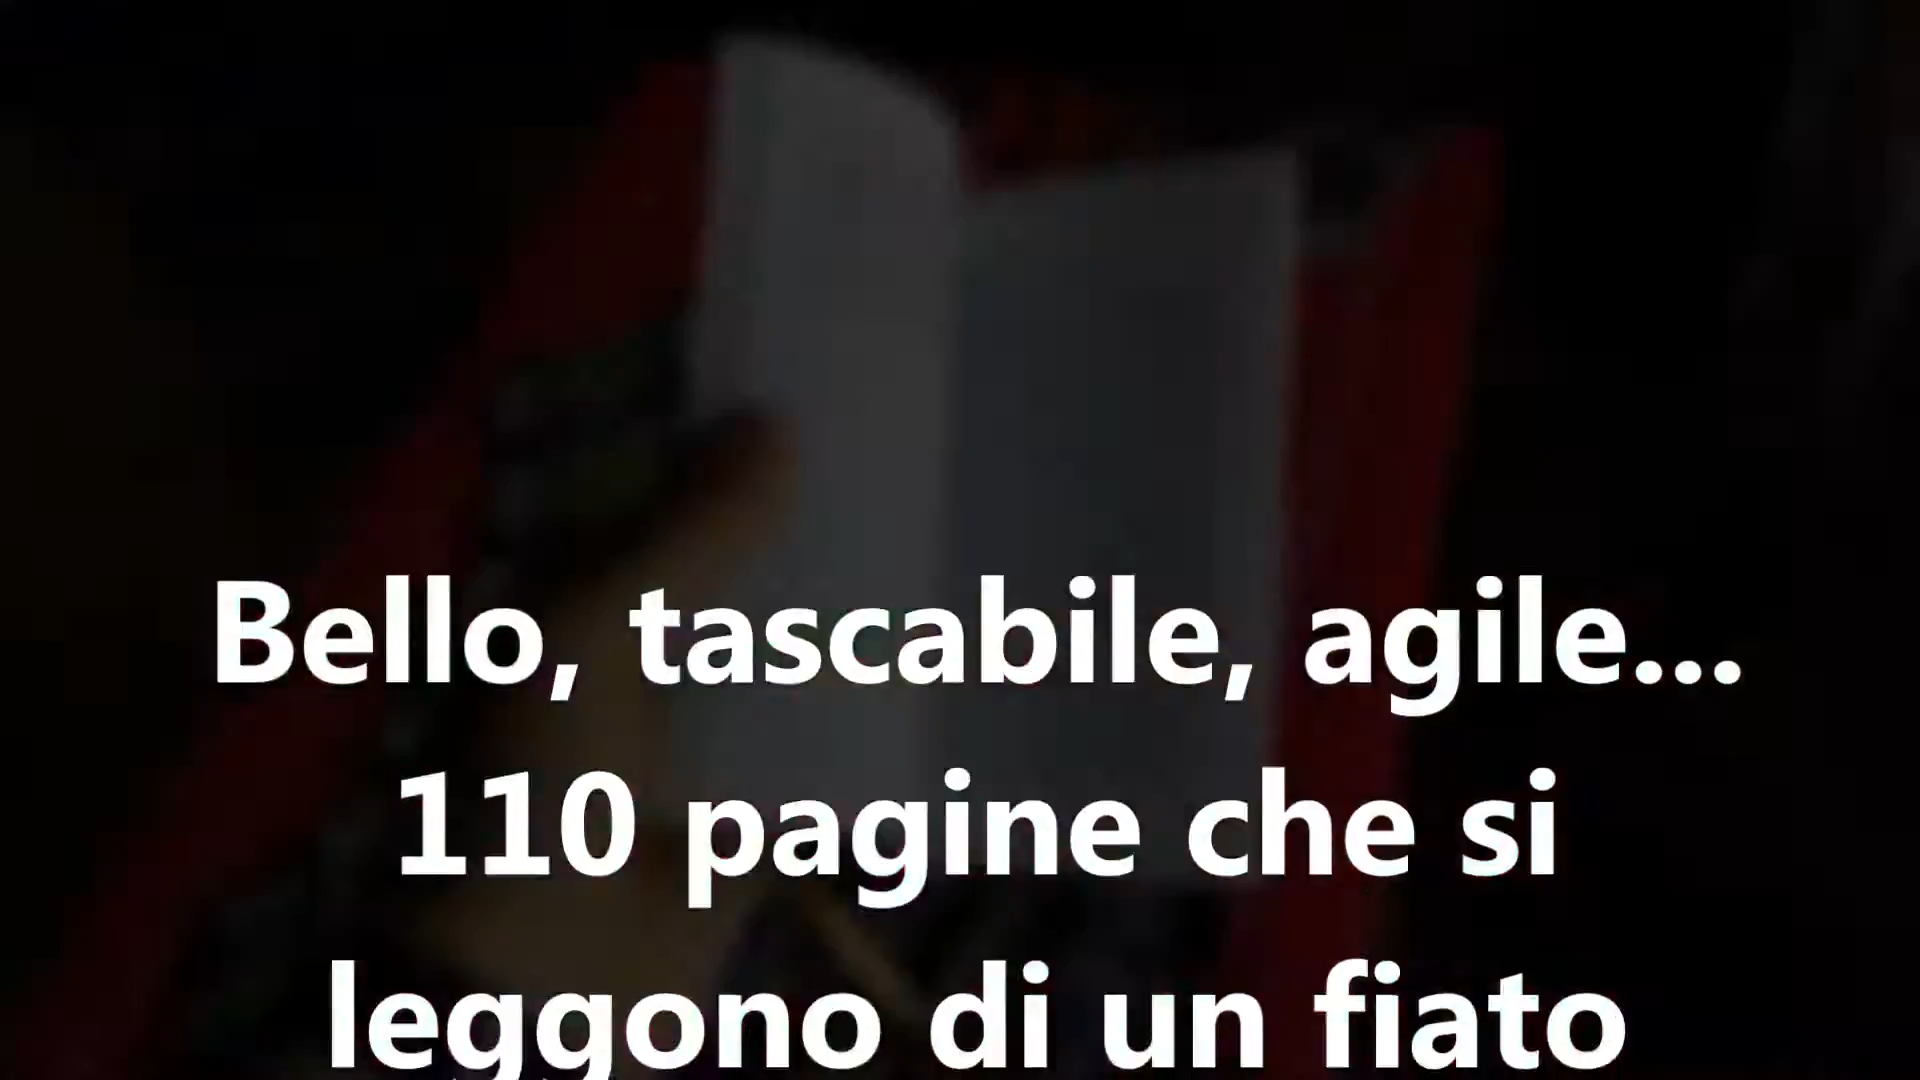 Bello, tascabile, agile...
110 pagine che si
leggono di un fiato